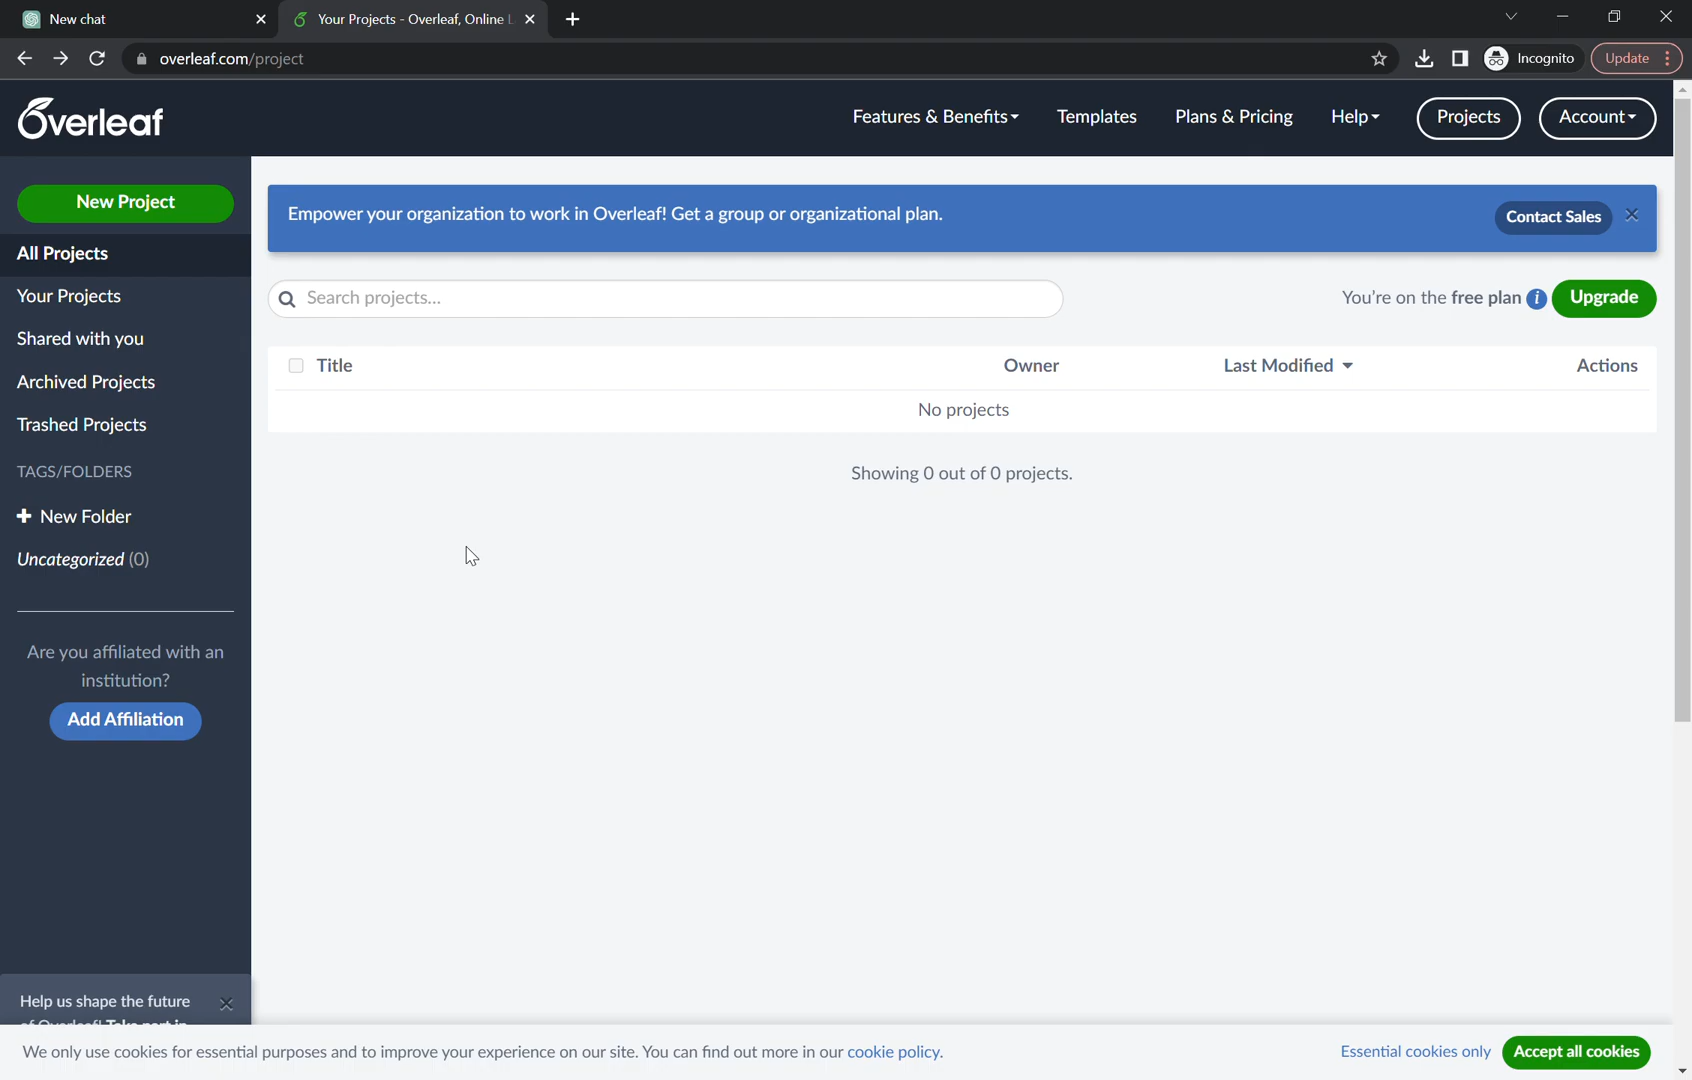 New chat
Your Projects - Overleaf, Online
overleaf.com/project
Incognito
Update
Overleaf
Features & Benefits
Templates
Plans & Pricing
Help
Projects
Account
New Project
All Projects
Your Projects
Shared with you
Archived Projects
Trashed Projects
TAGS/FOLDERS
New Folder
Uncategorized (0)
Are you affiliated with an
institution?
Add Affiliation
Help us shape the future
Empower your organization to work in Overleaf! Get a group or organizational plan.
Contact Sales
Search projects...
You're on the free plan
Upgrade
Title
Owner
Last Modified
Actions
No projects
Showing 0 out of 0 projects.
We only use cookies for essential purposes and to improve your experience on our site. You can find out more in our cookie policy.
Essential cookies only
Accept all cookies